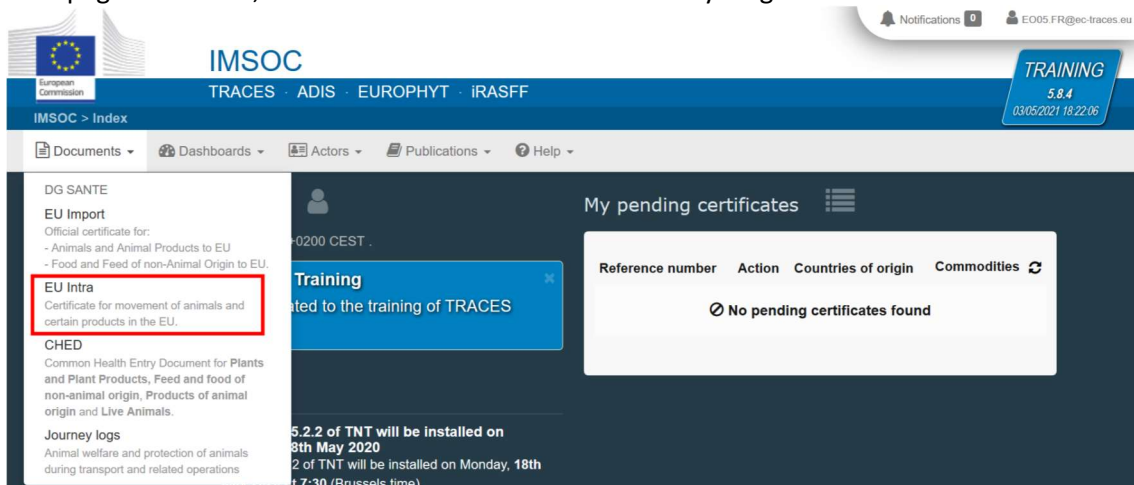 Notifications 0 EO05.FR@ec-traces.eu
European
Commission
IMSOC
TRACES · ADIS · EUROPHYT · iRASFF
TRAINING
5.8.4
03/05/2021 18:22:06
IMSOC > Index
Documents Dashboards Actors Publications Help
DG SANTE
EU Import
Official certificate for:
- Animals and Animal Products to EU
- Food and Feed of non-Animal Origin to EU.
EU Intra
Certificate for movement of animals and
certain products in the EU.
CHED
Common Health Entry Document for Plants
and Plant Products, Feed and food of
non-animal origin, Products of animal
origin and Live Animals.
Journey logs
Animal welfare and protection of animals
during transport and related operations
+0200 CEST .
Training
ated to the training of TRACES
5.2.2 of TNT will be installed on
8th May 2020
2 of TNT will be installed on Monday, 18th
t 7:30 (Brussels time)
My pending certificates
Reference number Action Countries of origin Commodities
No pending certificates found